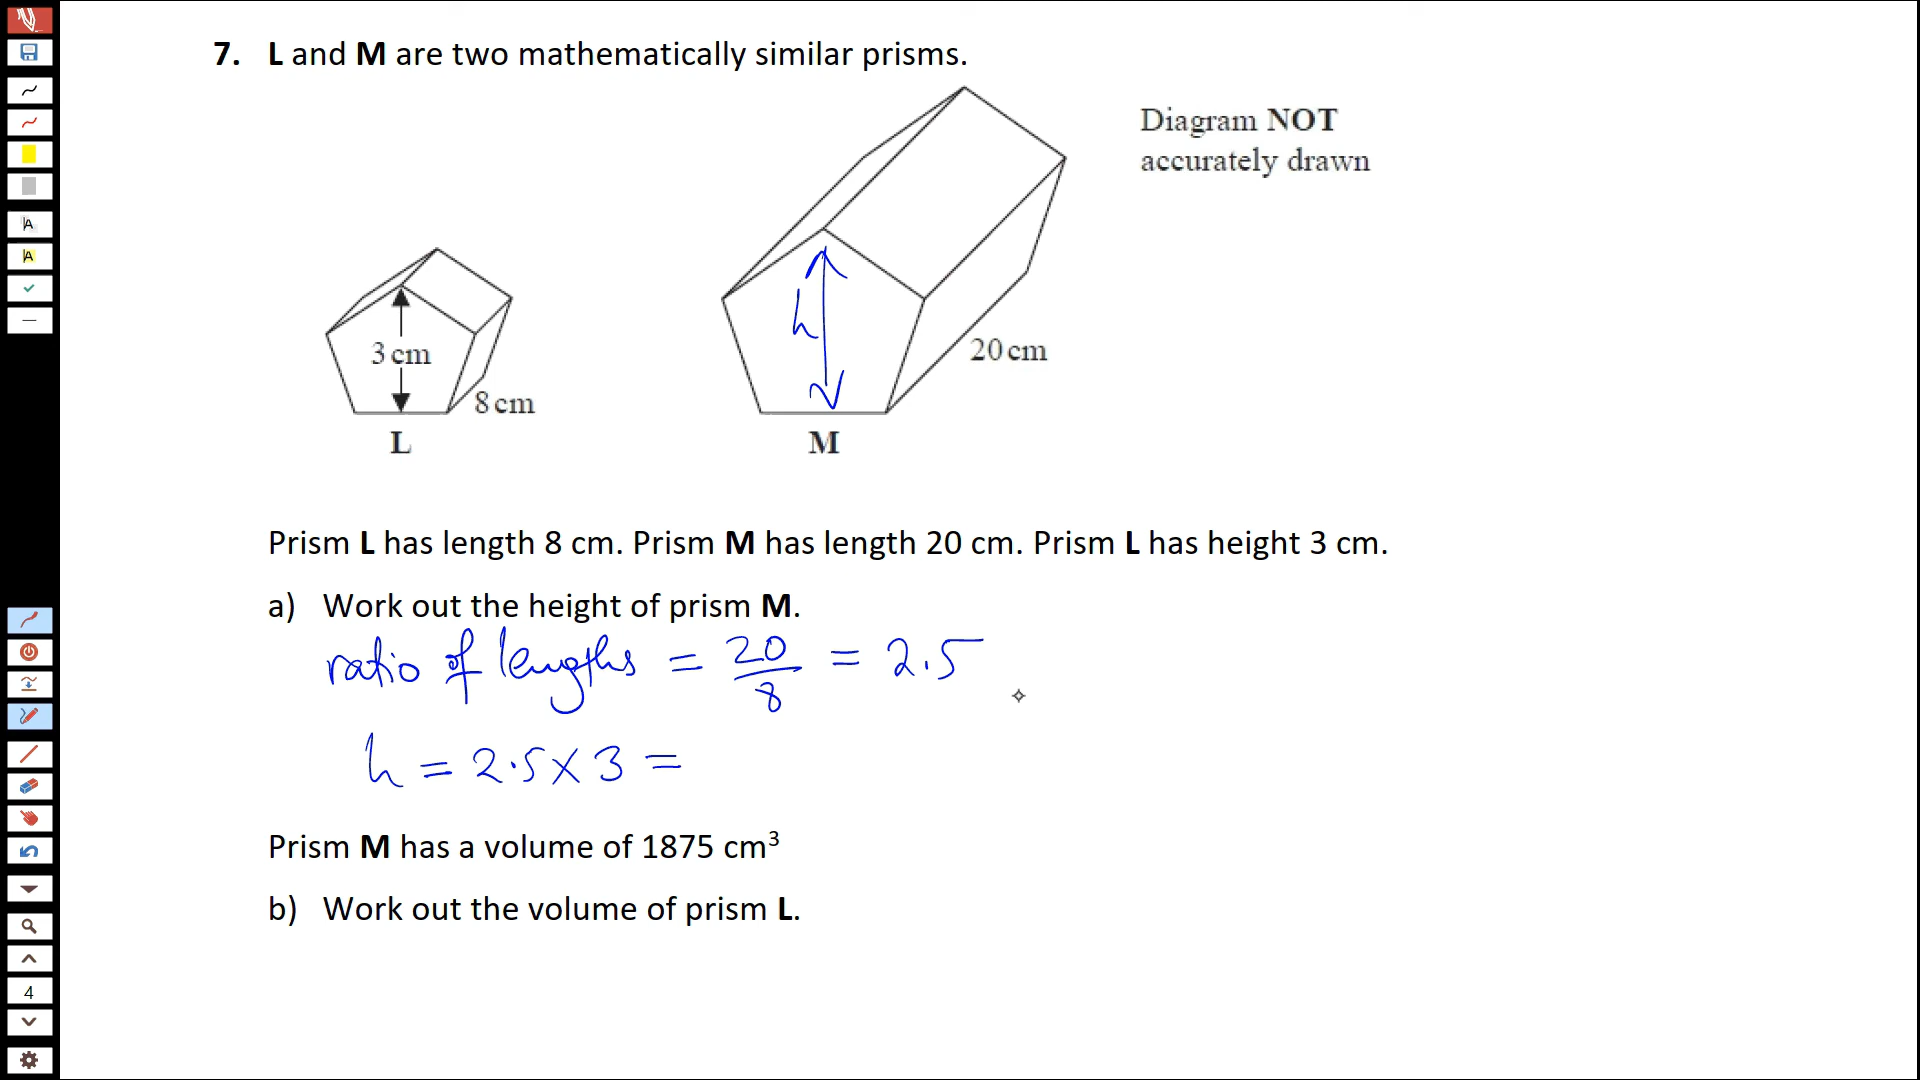 7. L and M are two mathematically similar prisms.
Diagram NOT
accurately drawn
h
3 cm
20 cm
8 cm
L
M
Prism L has length 8 cm. Prism M has length 20 cm. Prism L has height 3 cm.
a) Work out the height of prism M.
ratio of lengths = 20/8 = 2.5
h = 2.5 × 3 =
Prism M has a volume of 1875 cm³
b) Work out the volume of prism L.
A
A
4